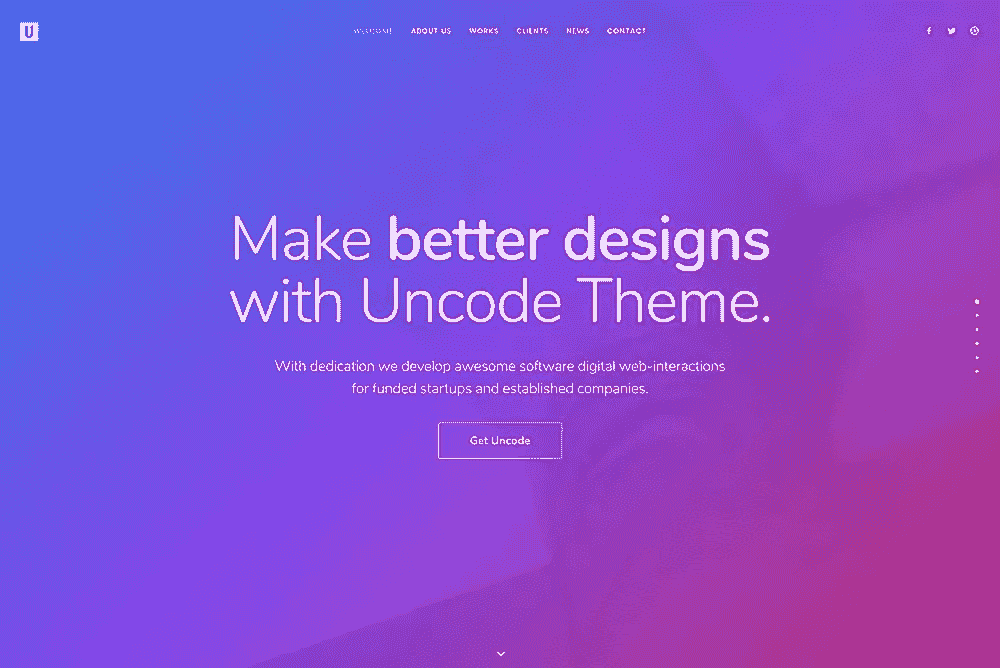 U
WELCOME
ABOUT US
WORKS
CLIENTS
NEWS
CONTACT
Make better designs
with Uncode Theme.
With dedication we develop awesome software digital web-interactions
for funded startups and established companies.
Get Uncode